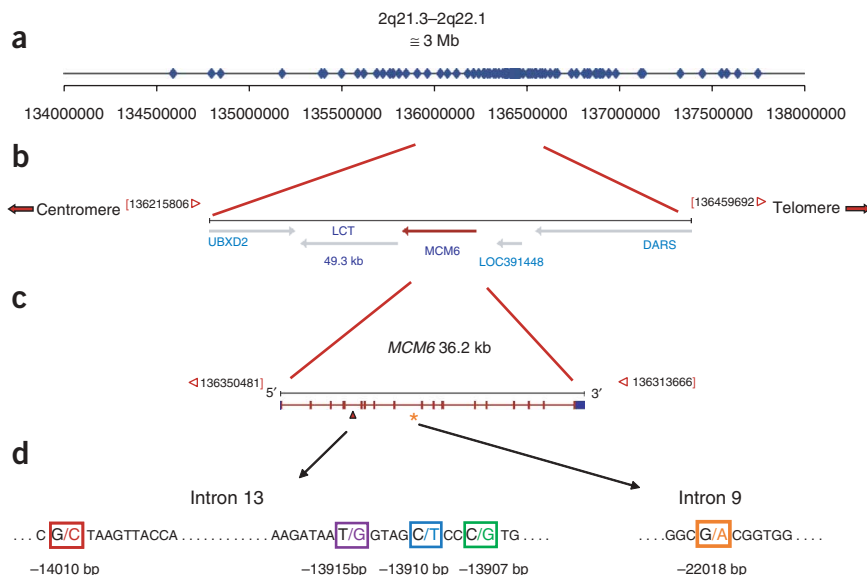 2q21.3–2q22.1
a
≅ 3 Mb
134000000 134500000 135000000 135500000 136000000 136500000 137000000 137500000 138000000
b
Centromere [136215806 [136459692 Telomere
UBXD2 LCT MCM6 LOC391448 DARS
49.3 kb
c
MCM6 36.2 kb
136350481] 5′ 3′ 136313666]
*
d
Intron 13 Intron 9
... C G/C TAAGTTACCA ............ AAGATAA T/G GTAG C/T CC C/G TG .... ....GGC G/A CGGTGG ....
–14010 bp –13915bp –13910 bp –13907 bp –22018 bp